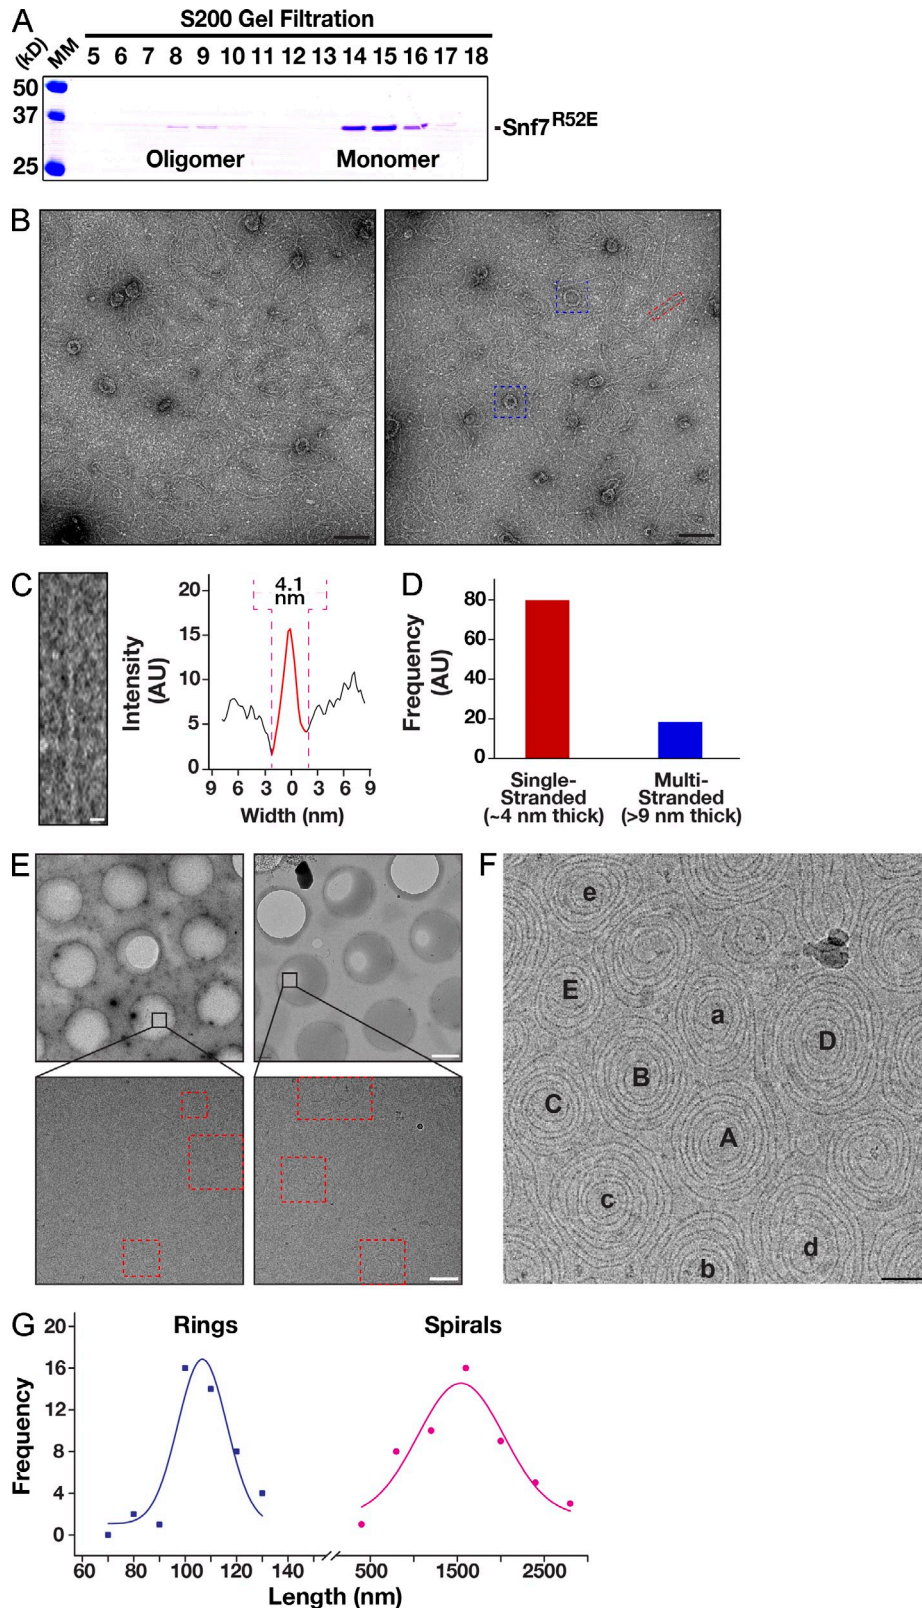 A
S200 Gel Filtration
(kD) MM 5 6 7 8 9 10 11 12 13 14 15 16 17 18
50
37
25
Oligomer Monomer
-Snf7R52E
B
C
Intensity
(AU)
20
15
10
5
0
4.1
nm
9 6 3 0 3 6 9
Width (nm)
D
Frequency
(AU)
80
60
40
20
0
Single-
Stranded
(~4 nm thick)
Multi-
Stranded
(>9 nm thick)
E
F
e
E
a
D
B
C
A
c
d
b
G
Rings Spirals
Frequency
20
16
12
8
4
0
60 80 100 120 140 500 1500 2500
Length (nm)